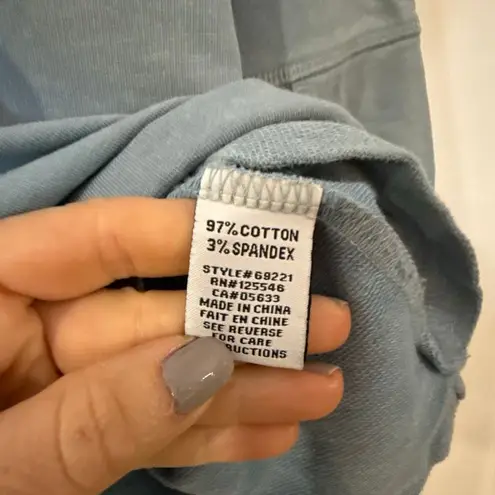 97% COTTON
3% SPANDEX
STYLE# 69221
RN#125546
CA#05633
MADE IN CHINA
FAIT EN CHINE
SEE REVERSE
FOR CARE